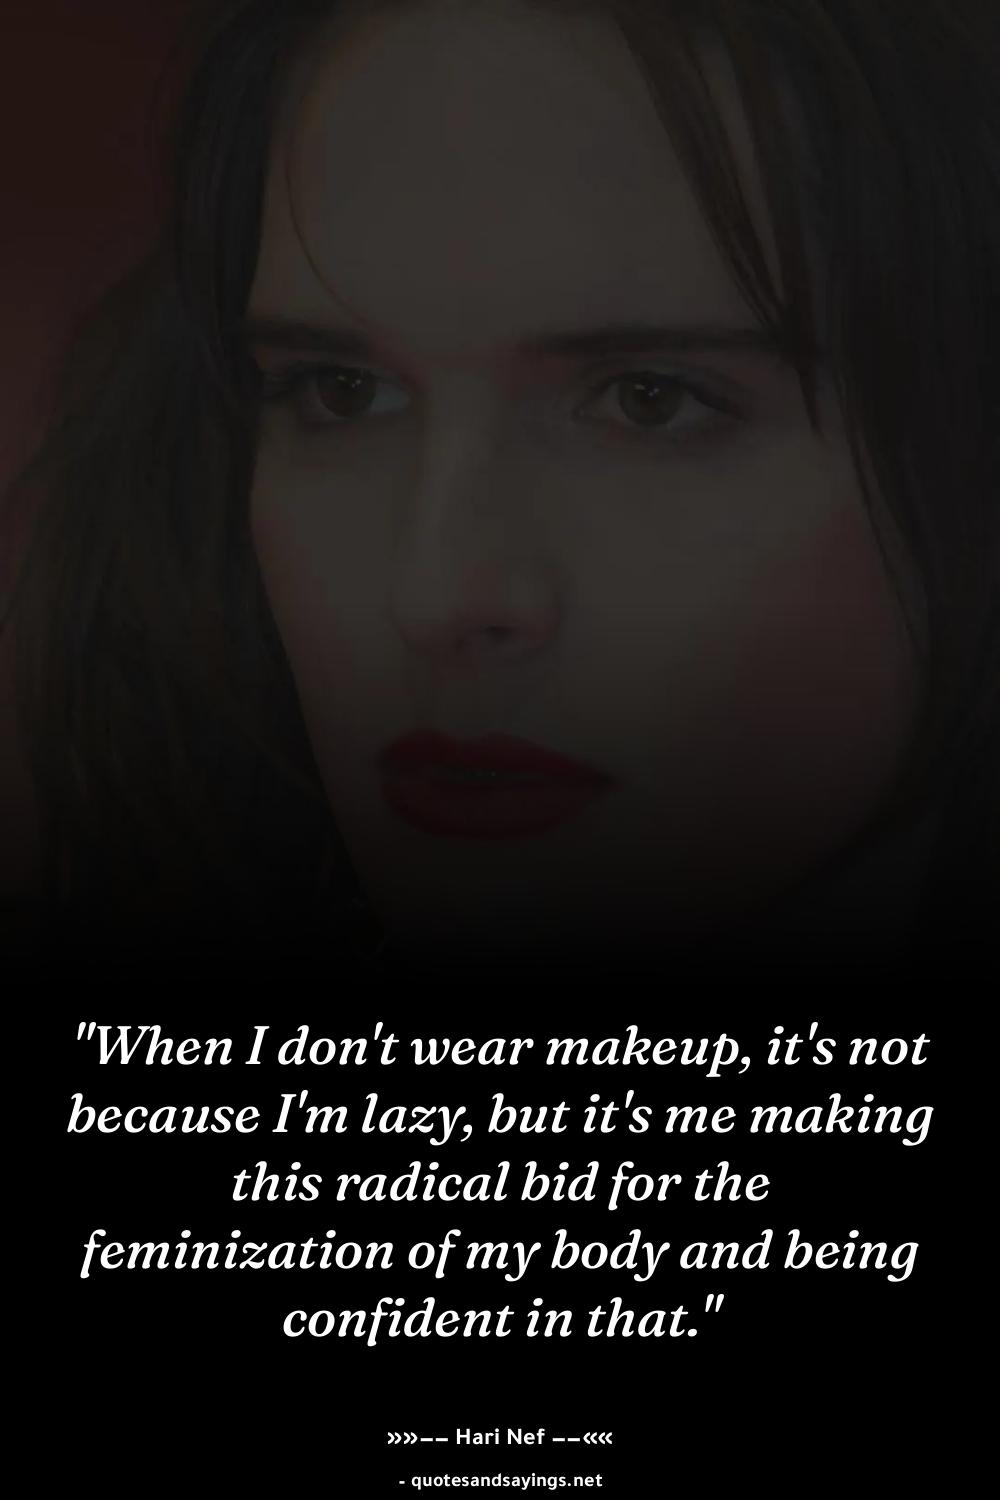 "When I don't wear makeup, it's not
because I'm lazy, but it's me making
this radical bid for the
feminization of my body and being
confident in that."
»»−− Hari Nef −−««
- quotesandsayings.net